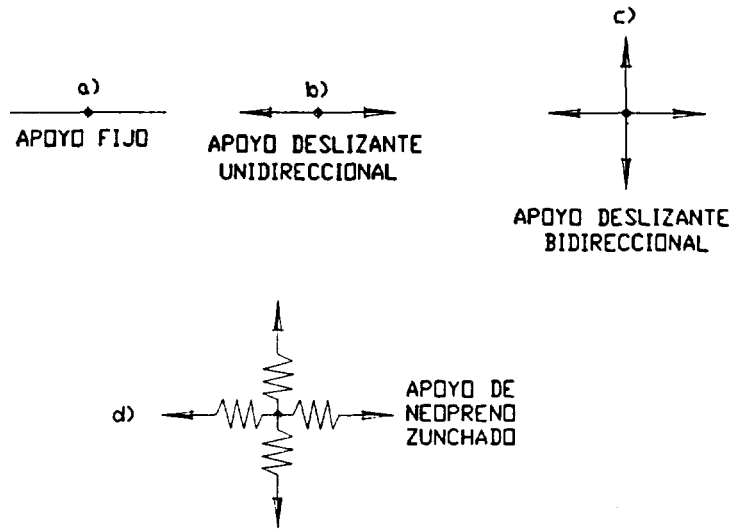 a)
APOYO FIJO
b)
APOYO DESLIZANTE
UNIDIRECCIONAL
c)
APOYO DESLIZANTE
BIDIRECCIONAL
d)
APOYO DE
NEOPRENO
ZUNCHADO